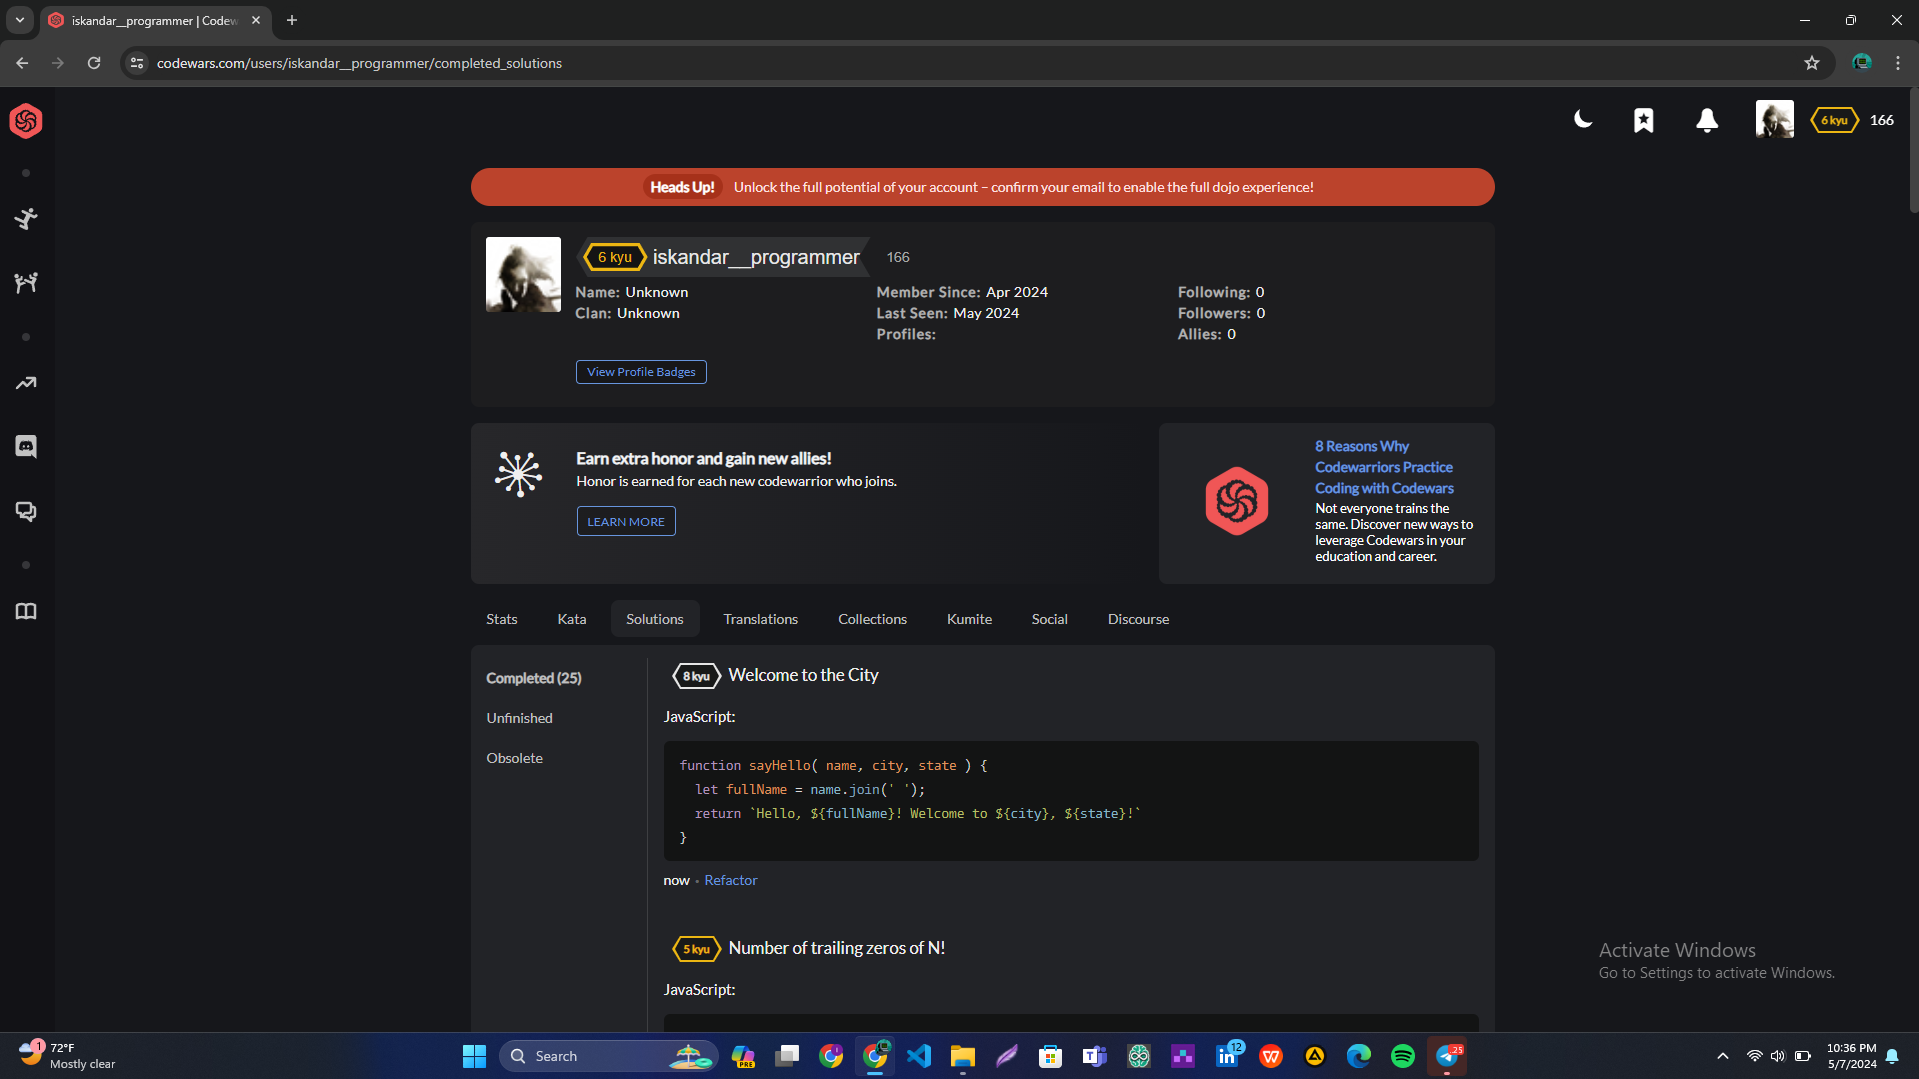 iskandar__programmer | Codew
codewars.com/users/iskandar__programmer/completed_solutions
6 kyu 166
Heads Up! Unlock the full potential of your account – confirm your email to enable the full dojo experience!
6 kyu iskandar__programmer 166
Name: Unknown
Clan: Unknown
Member Since: Apr 2024
Last Seen: May 2024
Profiles:
Following: 0
Followers: 0
Allies: 0
View Profile Badges
Earn extra honor and gain new allies!
Honor is earned for each new codewarrior who joins.
LEARN MORE
8 Reasons Why
Codewarriors Practice
Coding with Codewars
Not everyone trains the
same. Discover new ways to
leverage Codewars in your
education and career.
Stats Kata Solutions Translations Collections Kumite Social Discourse
Completed (25)
Unfinished
Obsolete
8 kyu Welcome to the City
JavaScript:
function sayHello( name, city, state ) {
let fullName = name.join(' ');
return `Hello, ${fullName}! Welcome to ${city}, ${state}!`
}
now • Refactor
5 kyu Number of trailing zeros of N!
JavaScript:
Activate Windows
Go to Settings to activate Windows.
1
72°F
Mostly clear
Search
PRE
12
25
10:36 PM
5/7/2024